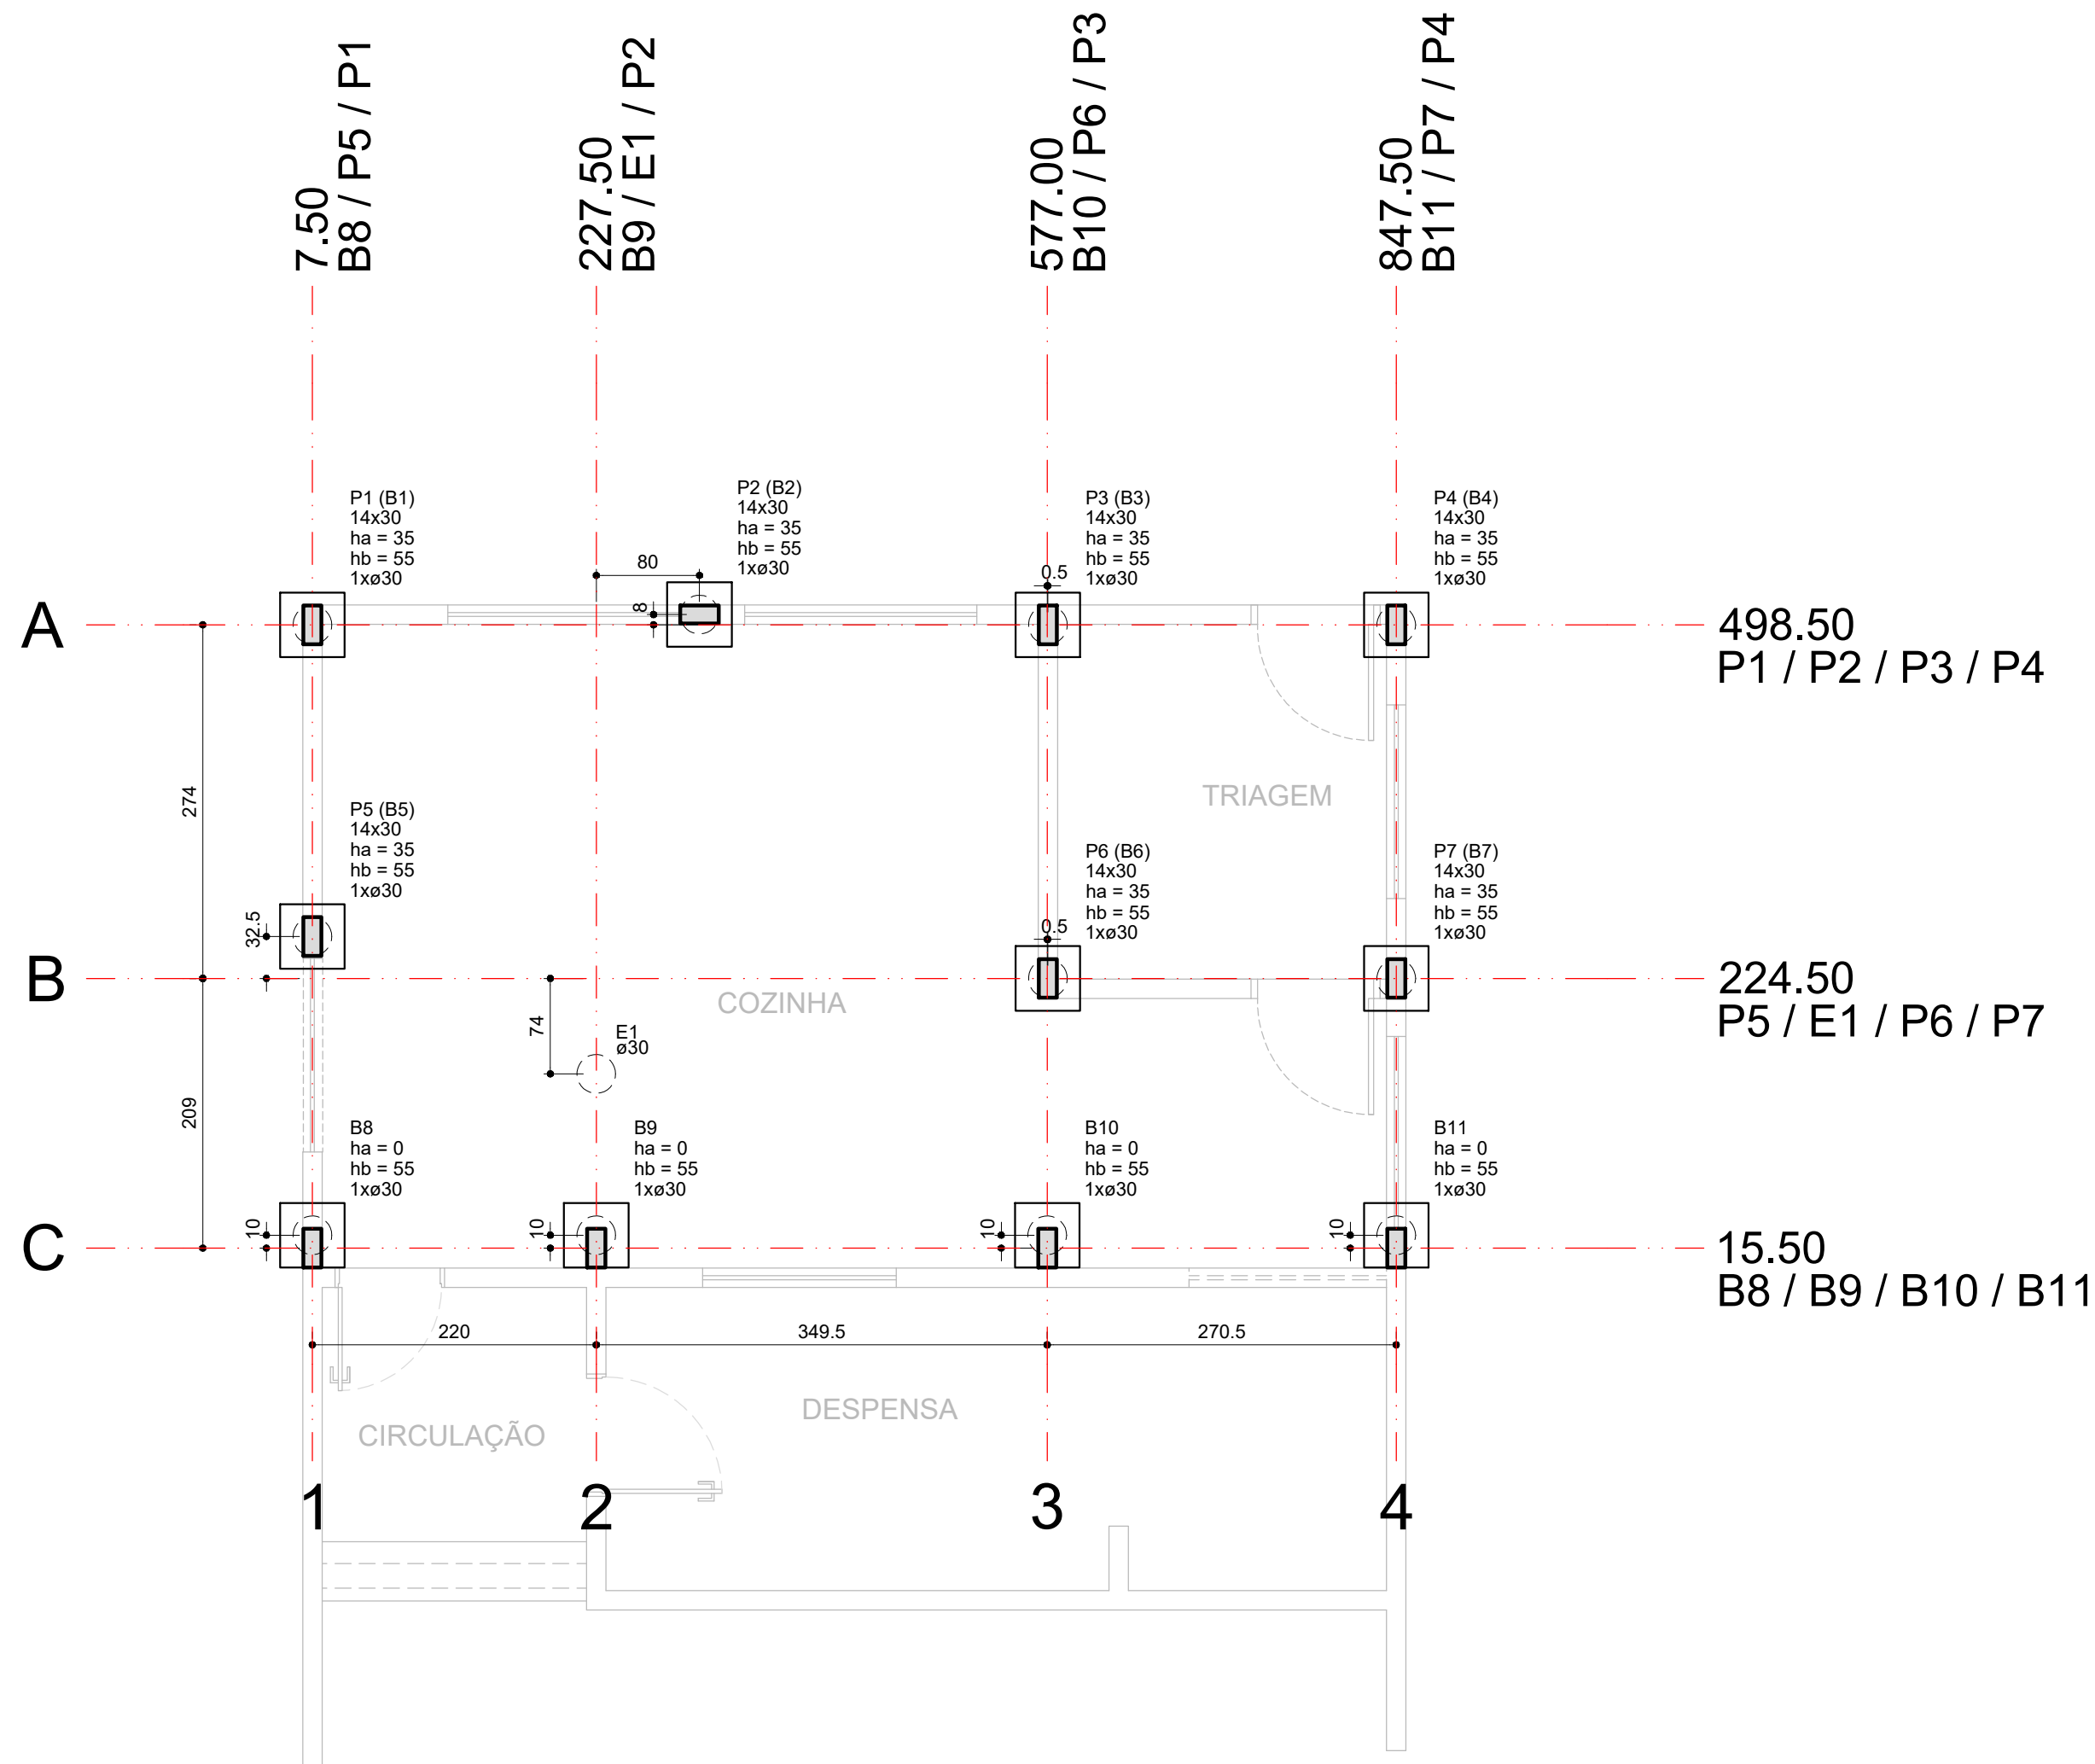 7.50
B8 / P5 / P1
227.50
B9 / E1 / P2
577.00
B10 / P6 / P3
847.50
B11 / P7 / P4
P1 (B1)
14x30
ha = 35
hb = 55
1xø30
P2 (B2)
14x30
ha = 35
hb = 55
1xø30
P3 (B3)
14x30
ha = 35
hb = 55
1xø30
P4 (B4)
14x30
ha = 35
hb = 55
1xø30
80
8
0.5
A
498.50
P1 / P2 / P3 / P4
274
TRIAGEM
P5 (B5)
14x30
ha = 35
hb = 55
1xø30
P6 (B6)
14x30
ha = 35
hb = 55
1xø30
P7 (B7)
14x30
ha = 35
hb = 55
1xø30
32.5
0.5
B
224.50
P5 / E1 / P6 / P7
COZINHA
74
E1
ø30
209
B8
ha = 0
hb = 55
1xø30
B9
ha = 0
hb = 55
1xø30
B10
ha = 0
hb = 55
1xø30
B11
ha = 0
hb = 55
1xø30
10
10
10
10
C
15.50
B8 / B9 / B10 / B11
220
349.5
270.5
DESPENSA
CIRCULAÇÃO
1
2
3
4